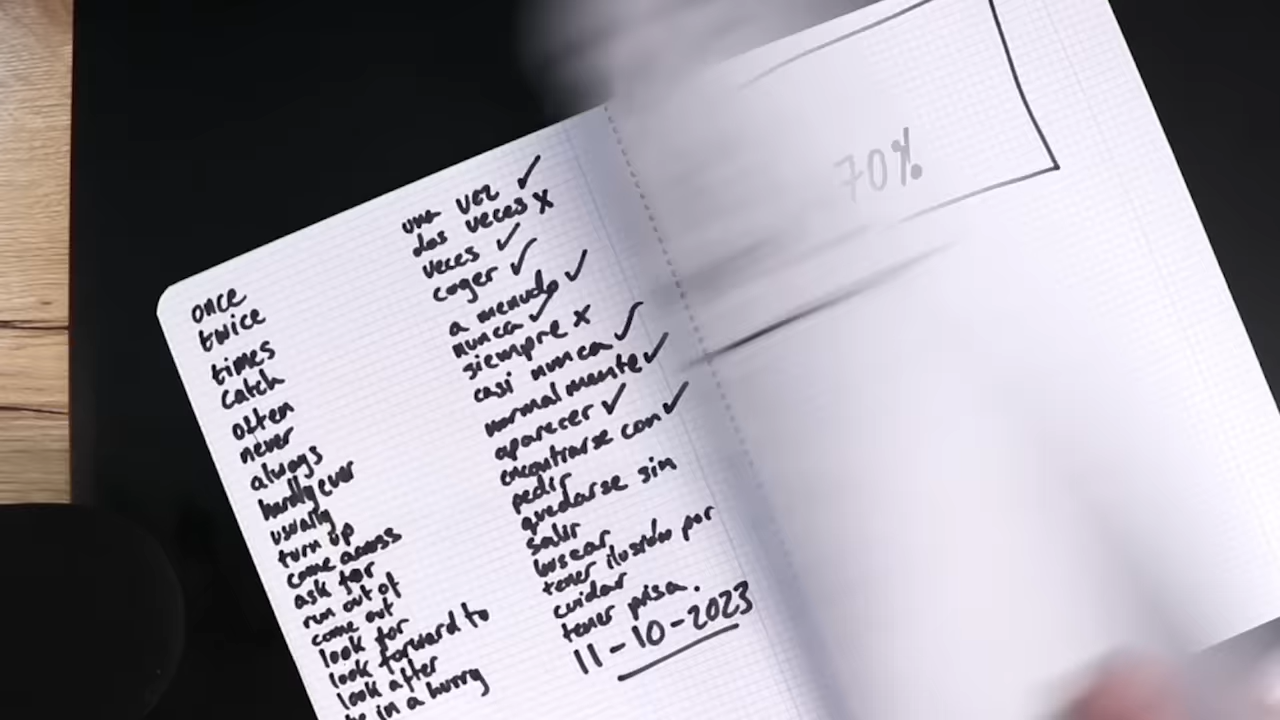 once
twice
times
catch
often
never
always
hardly ever
usually
turn up
come across
ask for
run out of
come out
look for
look forward to
look after
in a hurry
una vez ✓
dos veces x
veces ✓
coger ✓
a menudo ✓
nunca ✓
siempre x
casi nunca ✓
normalmente ✓
aparecer ✓
encontrarse con ✓
pedir
quedarse sin
salir
buscar
tener ilusión por
cuidar
tener prisa.
11-10-2023
70%